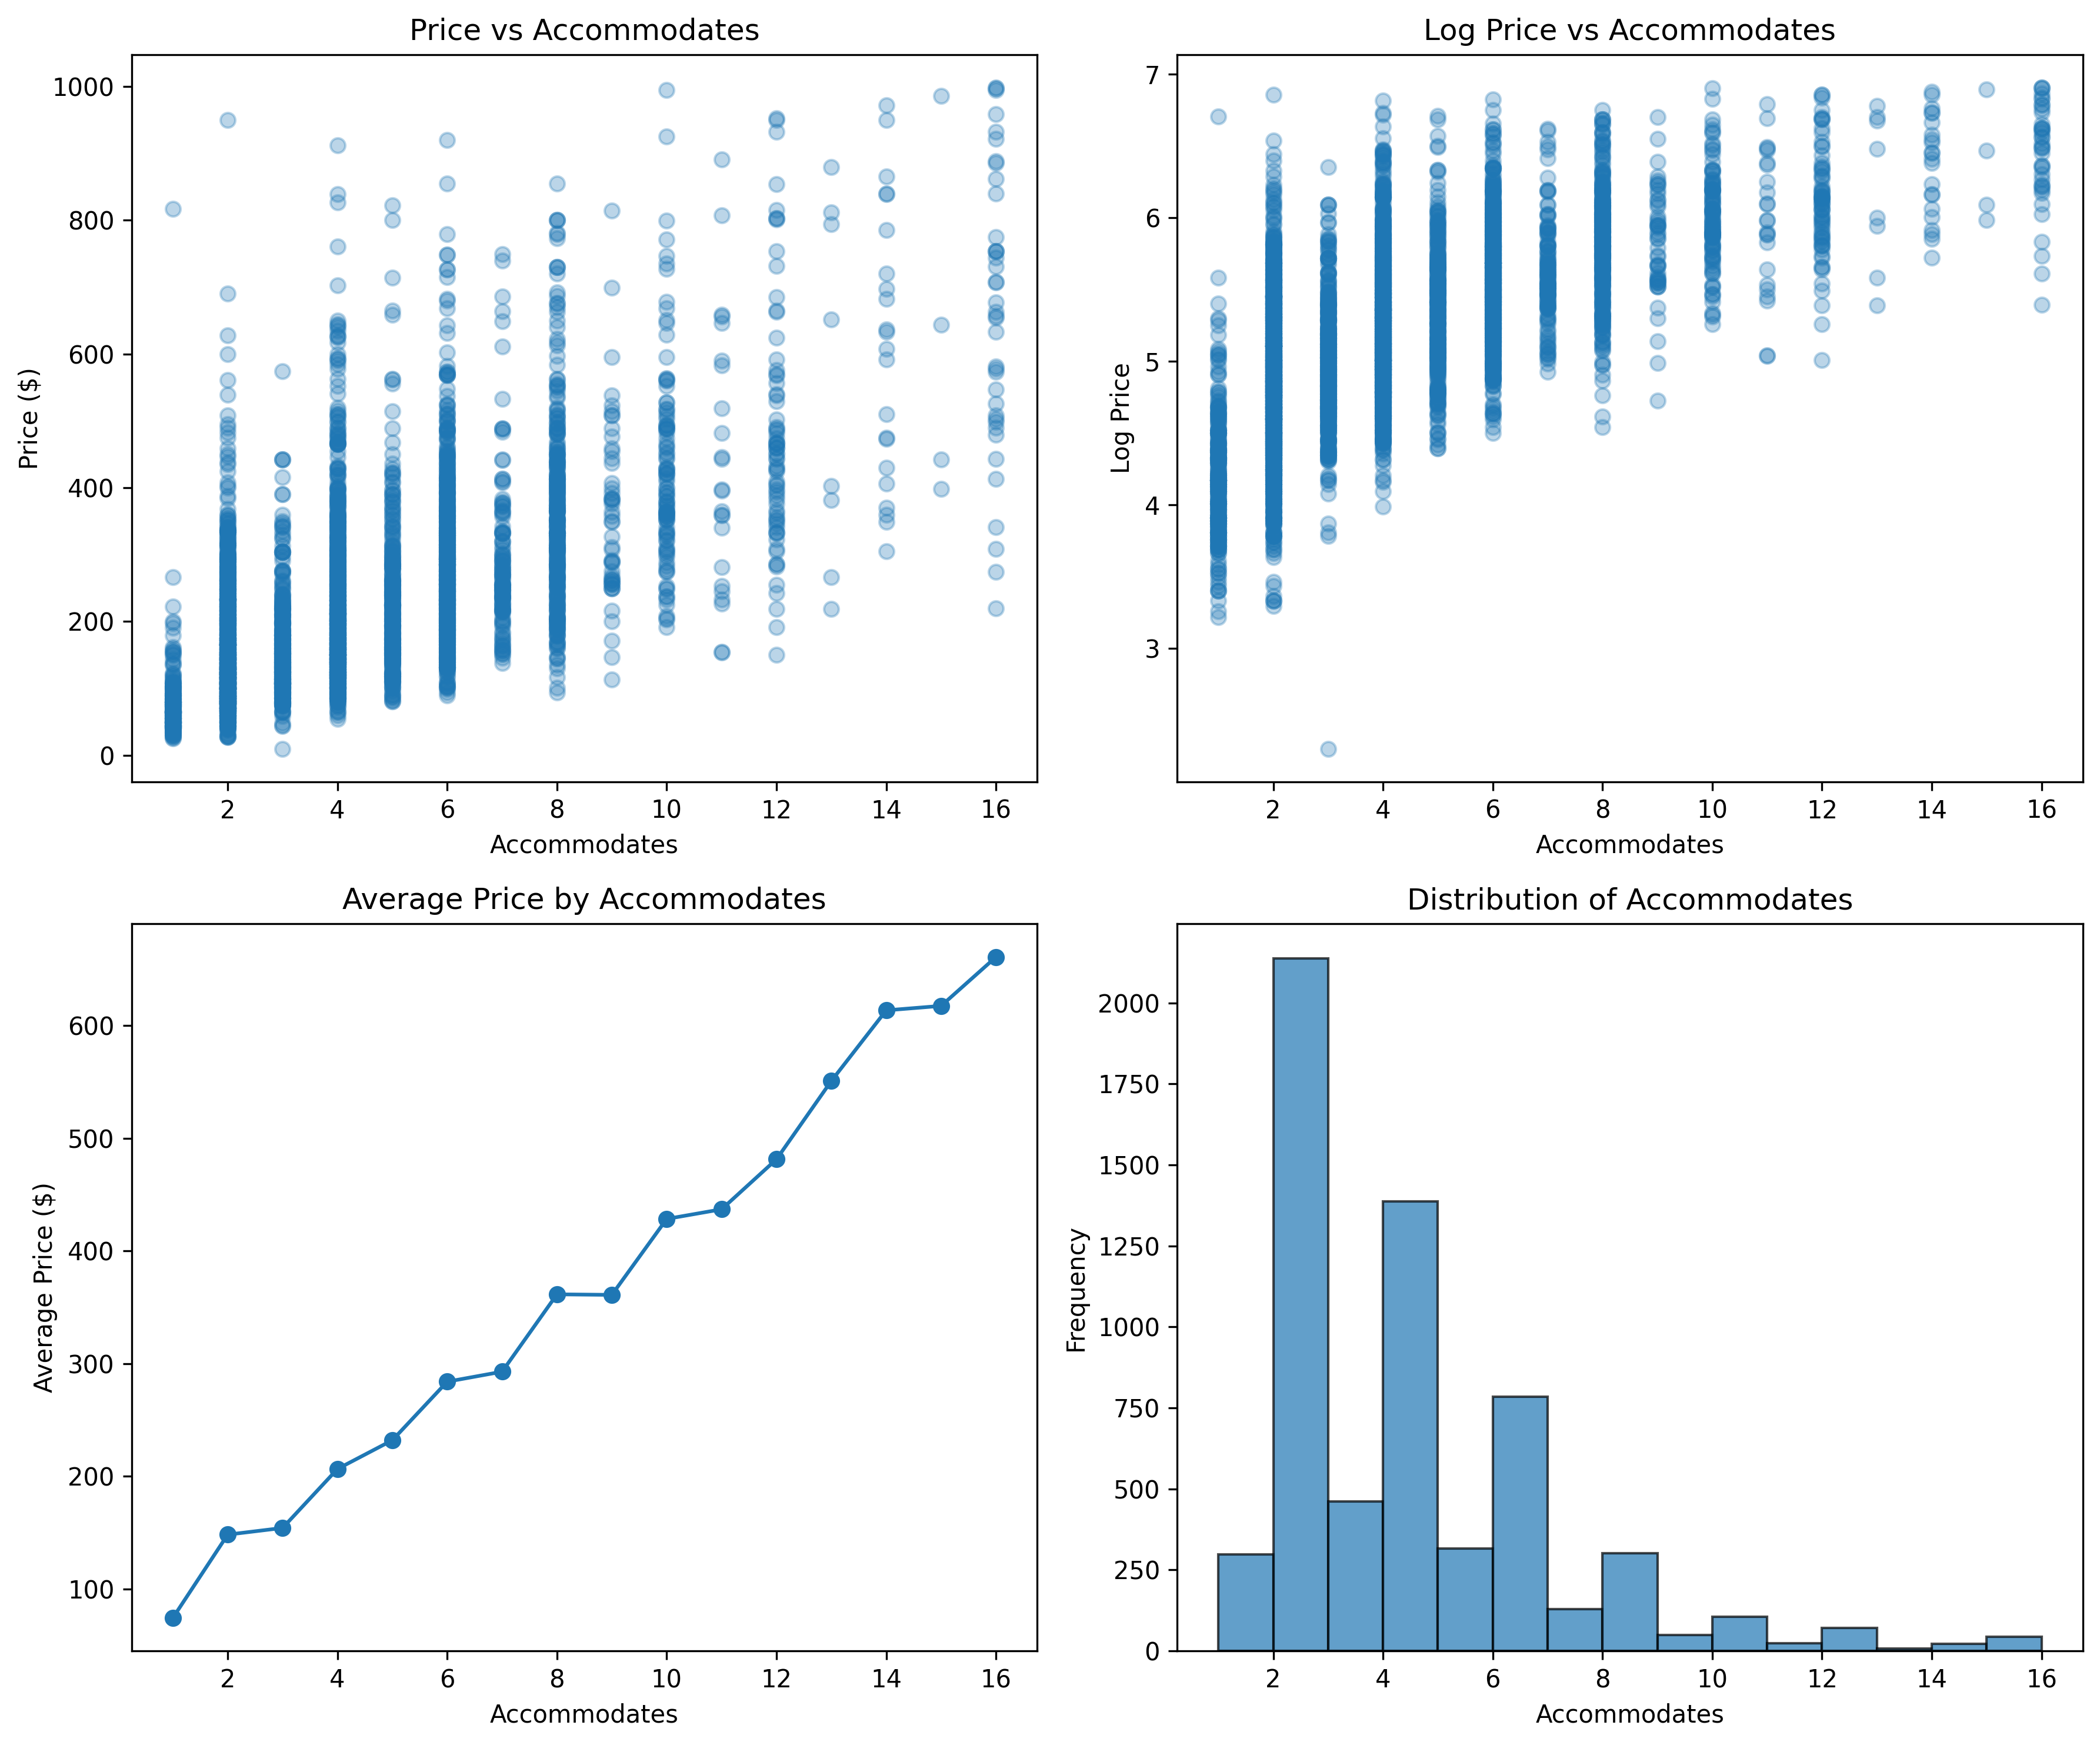 Price vs Accommodates
1000
800
600
400
200
0
Price ($)
2 4 6 8 10 12 14 16
Accommodates
Log Price vs Accommodates
7
6
5
4
3
Log Price
2 4 6 8 10 12 14 16
Accommodates
Average Price by Accommodates
600
500
400
300
200
100
Average Price ($)
2 4 6 8 10 12 14 16
Accommodates
Distribution of Accommodates
2000
1750
1500
1250
1000
750
500
250
0
Frequency
2 4 6 8 10 12 14 16
Accommodates